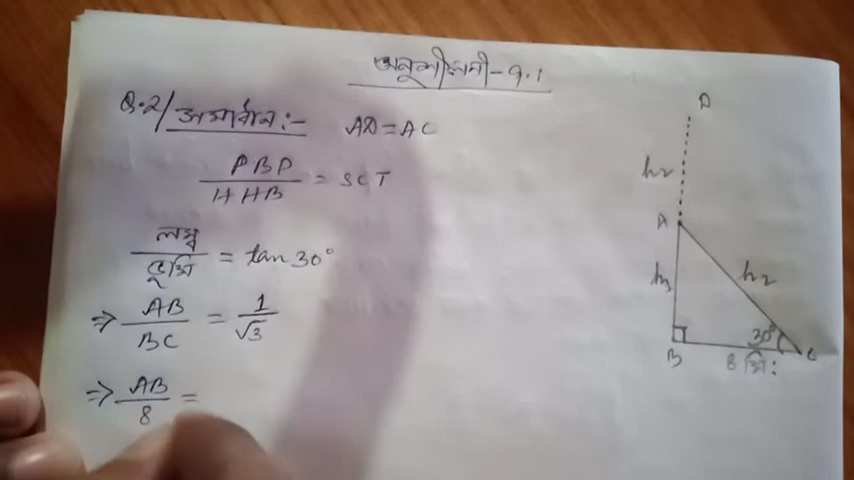 অনুশীলনী-9.1
Q.2/ সমাধান:- AD = AC
PBP
HHB = SCT
লম্ব
ভূমি = tan 30°
⇒ AB
BC = 1
√3
⇒ AB
8 =
D
h₂
A
h₁
h₂
30°
B
C
8 মি: